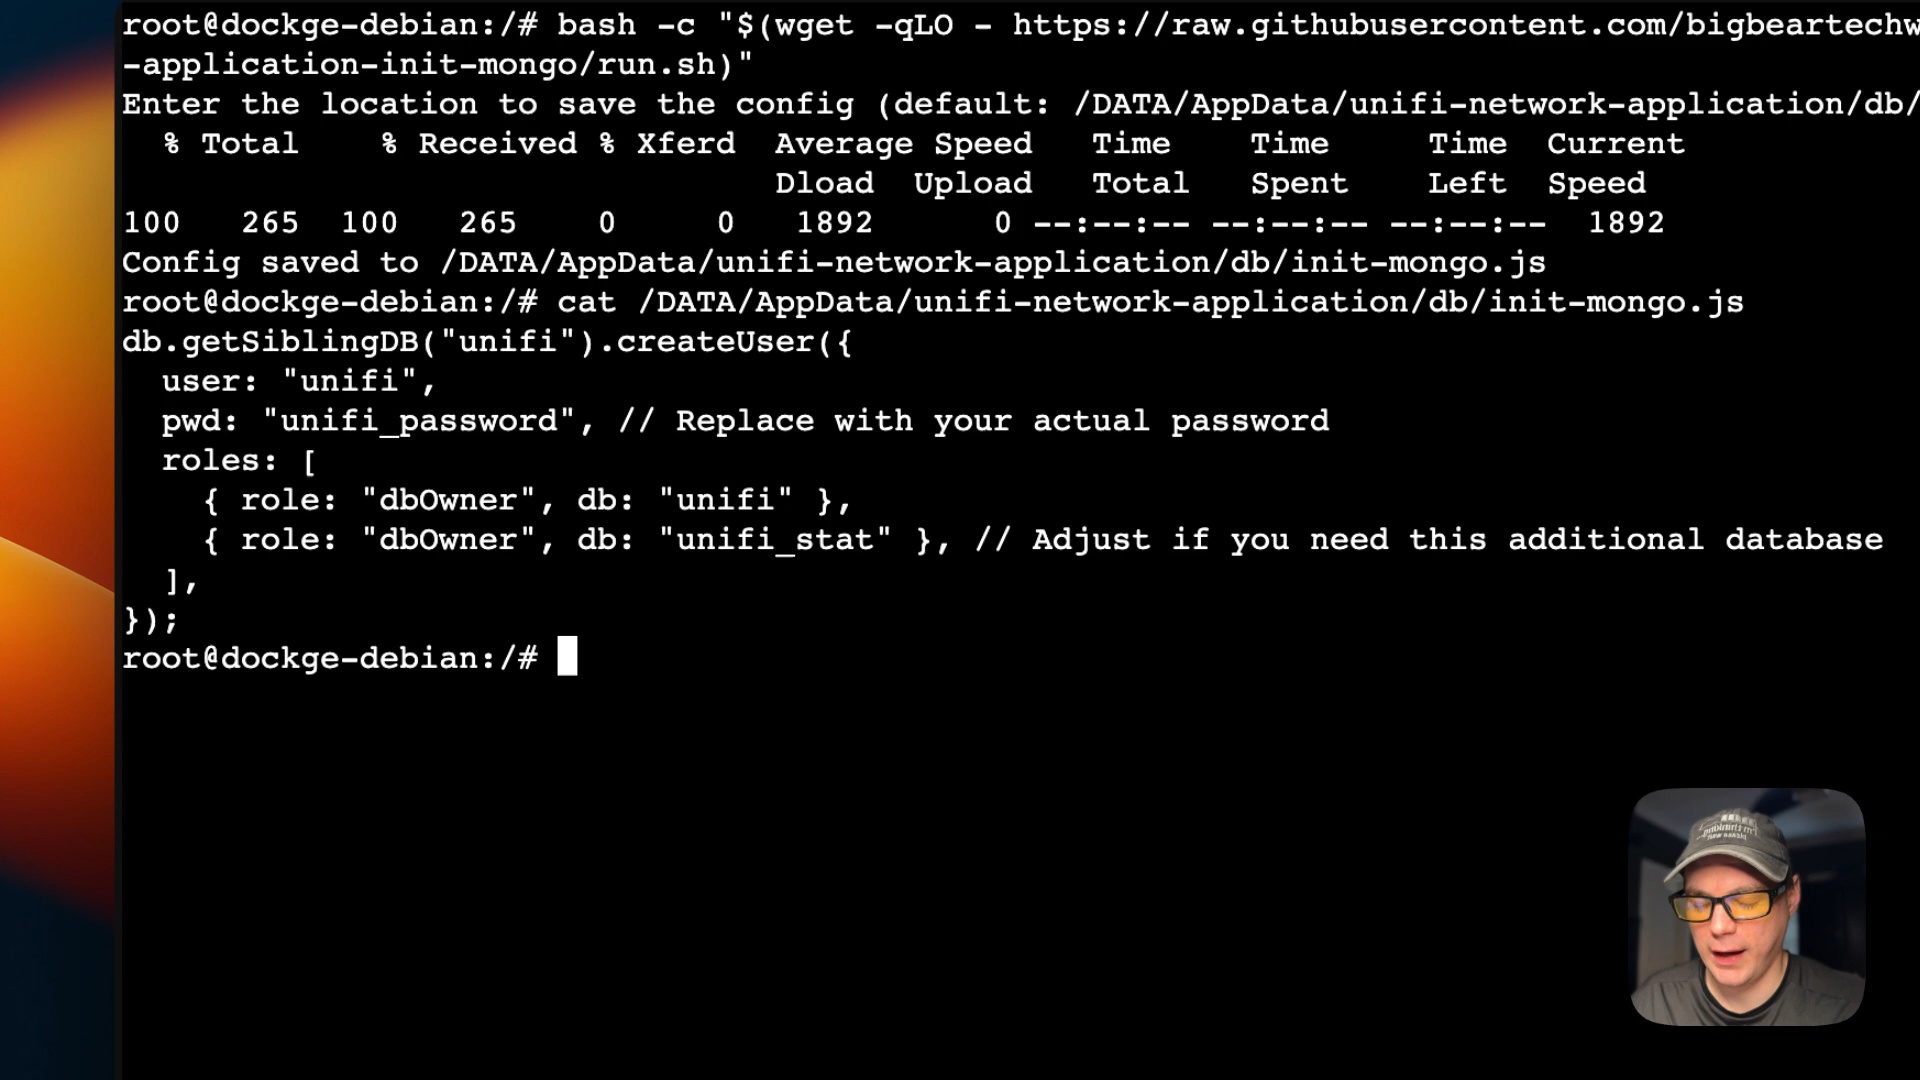 root@dockge-debian:/# bash -c "$(wget -qLO - https://raw.githubusercontent.com/bigbeartechw
-application-init-mongo/run.sh)"
Enter the location to save the config (default: /DATA/AppData/unifi-network-application/db/
% Total % Received % Xferd Average Speed Time Time Time Current
Dload Upload Total Spent Left Speed
100 265 100 265 0 0 1892 0 --:--:-- --:--:-- --:--:-- 1892
Config saved to /DATA/AppData/unifi-network-application/db/init-mongo.js
root@dockge-debian:/# cat /DATA/AppData/unifi-network-application/db/init-mongo.js
db.getSiblingDB("unifi").createUser({
user: "unifi",
pwd: "unifi_password", // Replace with your actual password
roles: [
{ role: "dbOwner", db: "unifi" },
{ role: "dbOwner", db: "unifi_stat" }, // Adjust if you need this additional database
],
});
root@dockge-debian:/#